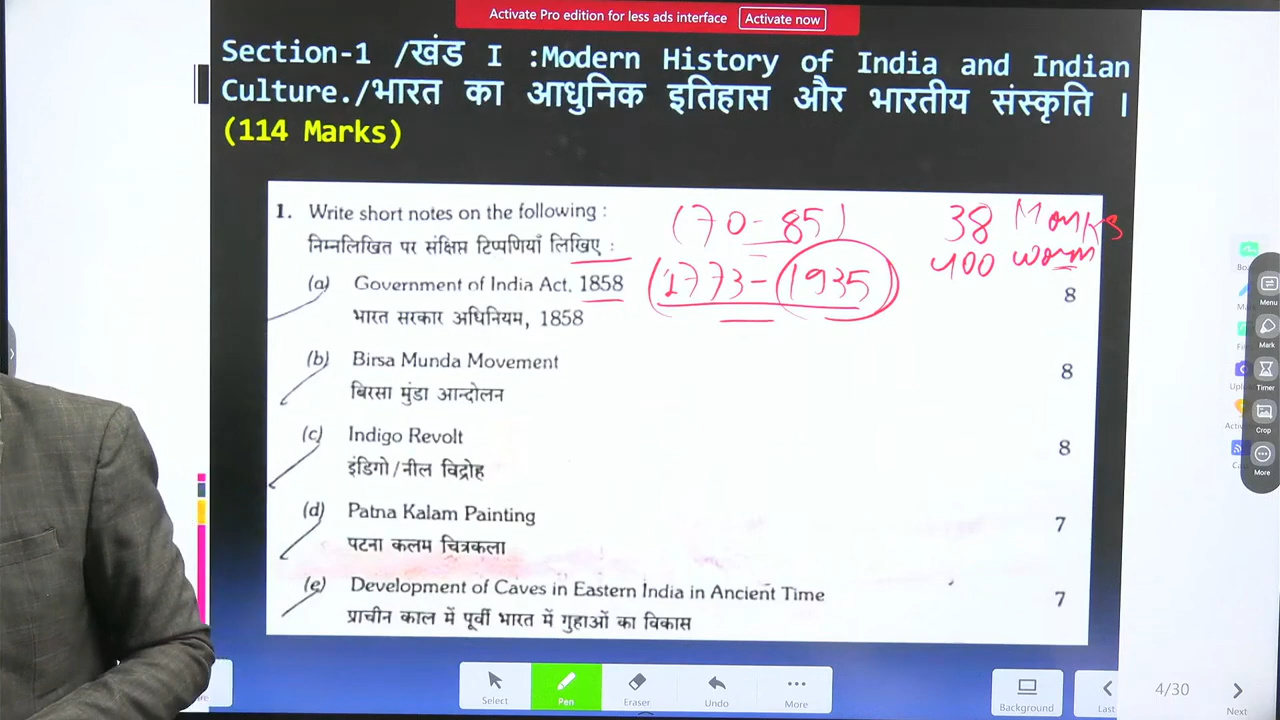 Activate Pro edition for less ads interface Activate now
Section-1 /खंड I :Modern History of India and Indian
Culture./भारत का आधुनिक इतिहास और भारतीय संस्कृति ।
(114 Marks)
1. Write short notes on the following :
निम्नलिखित पर संक्षिप्त टिप्पणियाँ लिखिए :
(70-85)
38 Marks
400 words
(a) Government of India Act, 1858
(1773-1935)
8
भारत सरकार अधिनियम, 1858
(b) Birsa Munda Movement 8
बिरसा मुंडा आन्दोलन
(c) Indigo Revolt 8
इंडिगो/नील विद्रोह
(d) Patna Kalam Painting 7
पटना कलम चित्रकला
(e) Development of Caves in Eastern India in Ancient Time 7
प्राचीन काल में पूर्वी भारत में गुहाओं का विकास
Menu
Mark
Timer
Crop
More
Select
Pen
Eraser
Undo
More
Background
Last
4/30
Next